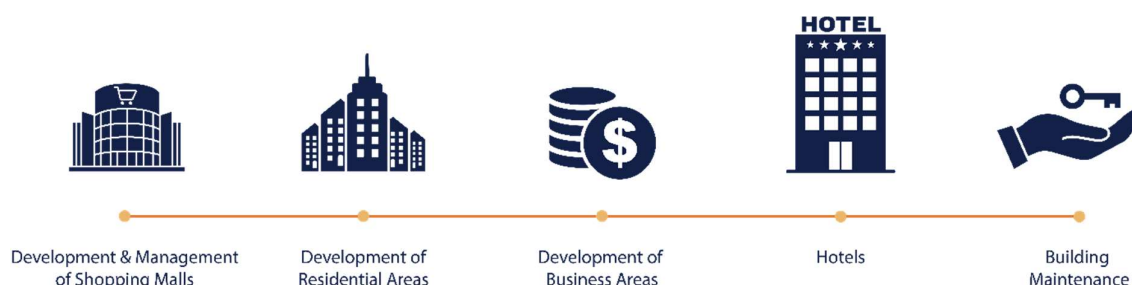 HOTEL
$
Development & Management
of Shopping Malls
Development of
Residential Areas
Development of
Business Areas
Hotels
Building
Maintenance